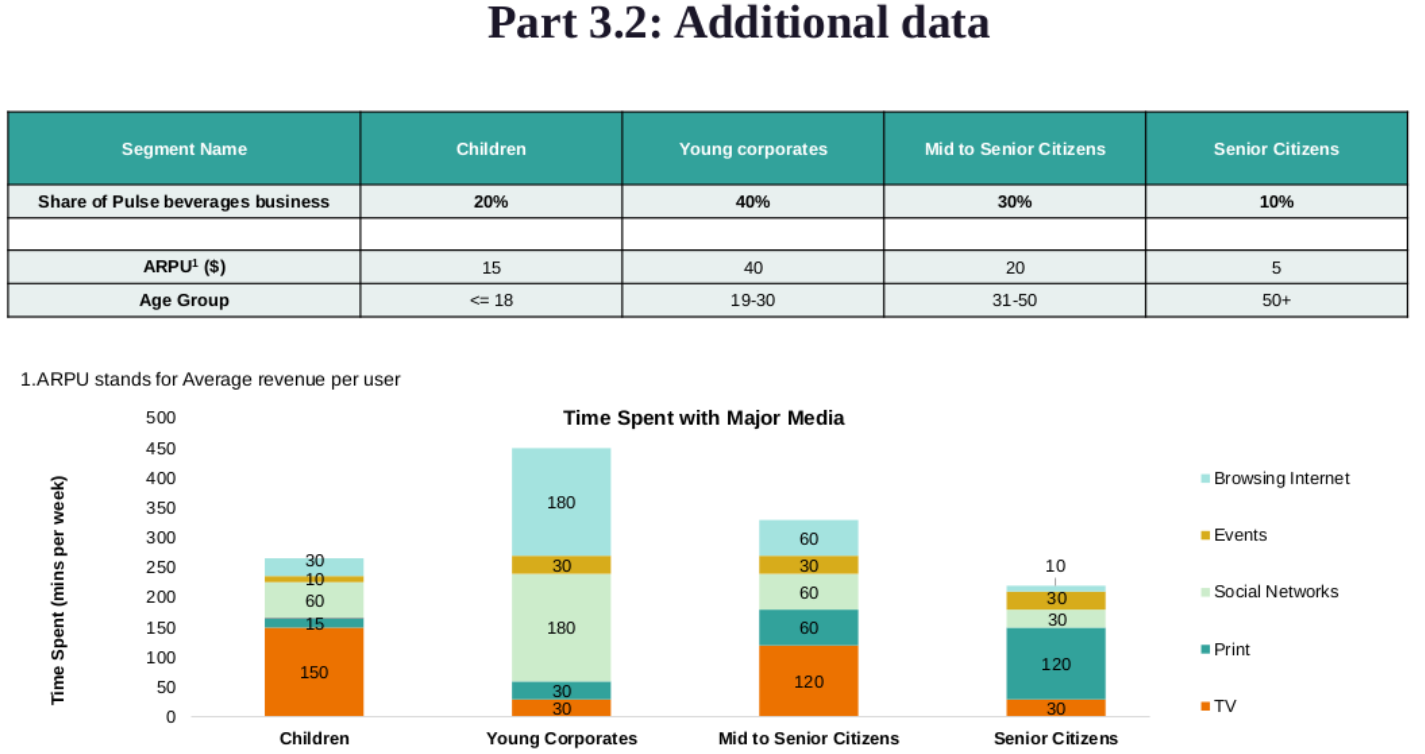 Part 3.2: Additional data
Segment Name Children Young corporates Mid to Senior Citizens Senior Citizens
Share of Pulse beverages business 20% 40% 30% 10%
ARPU¹ ($) 15 40 20 5
Age Group <= 18 19-30 31-50 50+
1.ARPU stands for Average revenue per user
Time Spent with Major Media
Time Spent (mins per week)
500
450
400
350
300
250
200
150
100
50
0
30
10
60
15
150
180
30
180
30
30
60
30
60
60
120
10
30
30
120
30
Children Young Corporates Mid to Senior Citizens Senior Citizens
Browsing Internet
Events
Social Networks
Print
TV